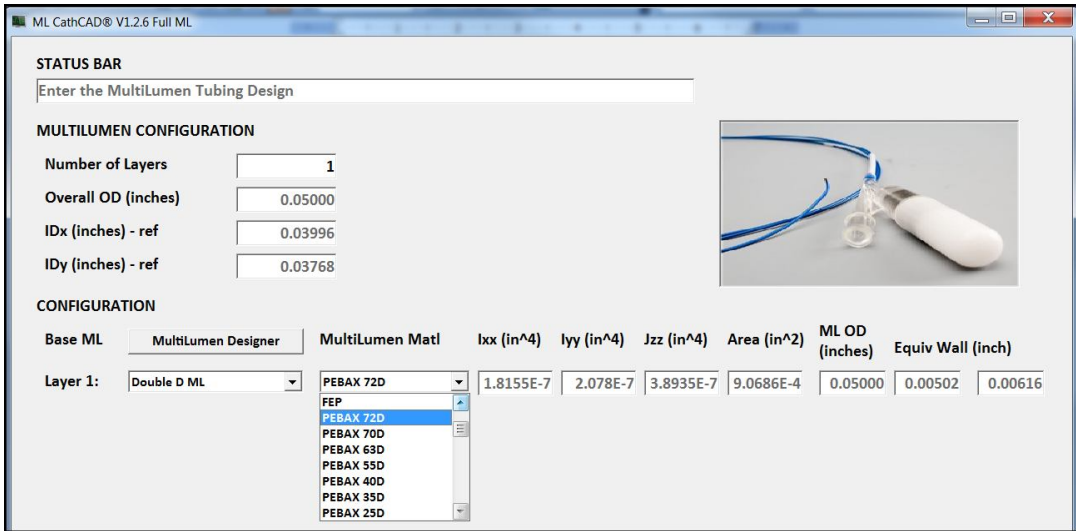 ML CathCAD® V1.2.6 Full ML
STATUS BAR
Enter the MultiLumen Tubing Design
MULTILUMEN CONFIGURATION
Number of Layers 1
Overall OD (inches) 0.05000
IDx (inches) - ref 0.03996
IDy (inches) - ref 0.03768
CONFIGURATION
Base ML MultiLumen Designer MultiLumen Matl Ixx (in^4) Iyy (in^4) Jzz (in^4) Area (in^2) ML OD (inches) Equiv Wall (inch)
Layer 1: Double D ML PEBAX 72D 1.8155E-7 2.078E-7 3.8935E-7 9.0686E-4 0.05000 0.00502 0.00616
FEP
PEBAX 72D
PEBAX 70D
PEBAX 63D
PEBAX 55D
PEBAX 40D
PEBAX 35D
PEBAX 25D